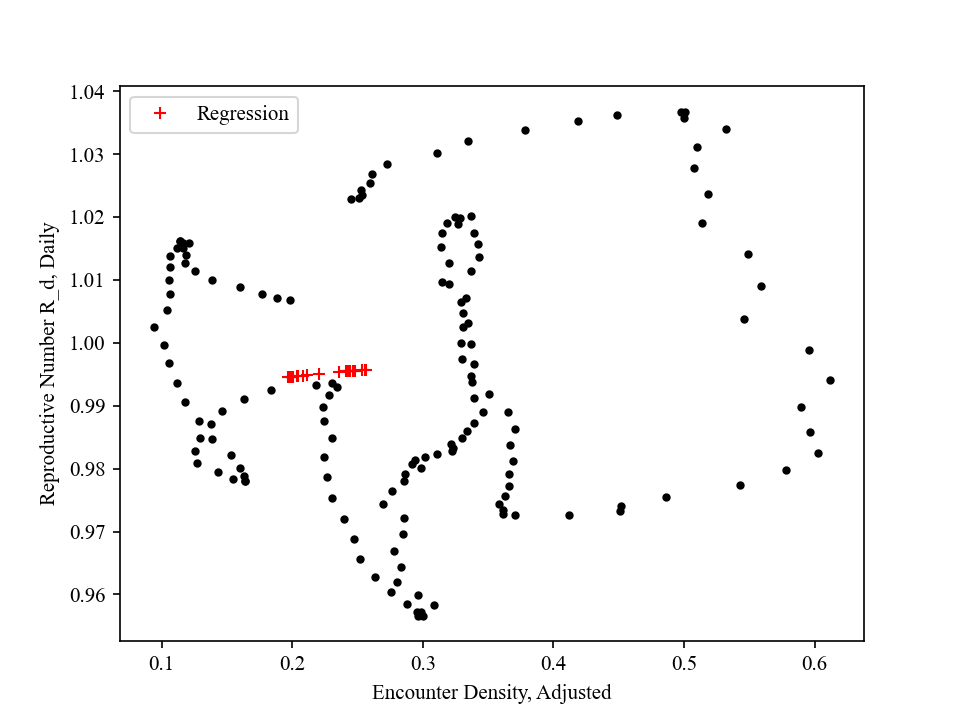 Regression
1.04
1.03
1.02
1.01
1.00
0.99
0.98
0.97
0.96
Reproductive Number R_d, Daily
0.1 0.2 0.3 0.4 0.5 0.6
Encounter Density, Adjusted